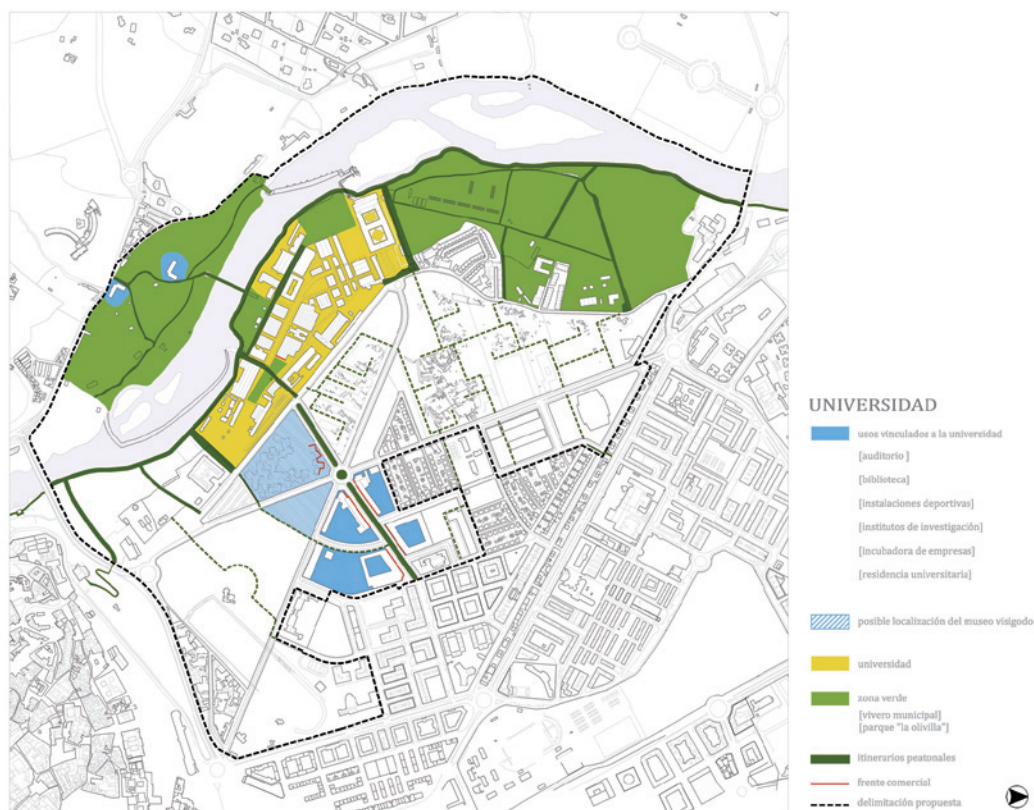 UNIVERSIDAD
usos vinculados a la universidad
[auditorio ]
[biblioteca]
[instalaciones deportivas]
[institutos de investigación]
[incubadora de empresas]
[residencia universitaria]
posible localización del museo visigodo
universidad
zona verde
[vivero municipal]
[parque "la olivilla"]
itinerarios peatonales
frente comercial
delimitación propuesta